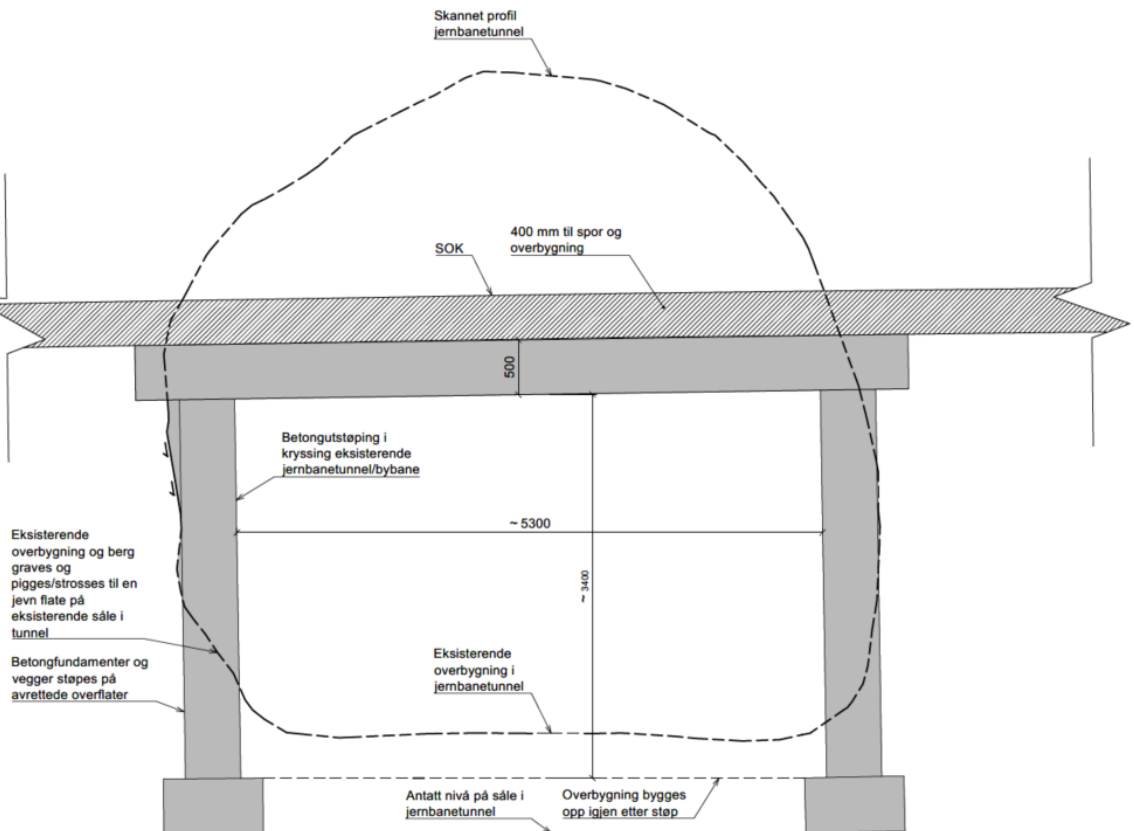 Skannet profil
jernbanetunnel
SOK
400 mm til spor og
overbygning
500
Betongutstøping i
kryssing eksisterende
jernbanetunnel/bybane
~ 5300
~ 3400
Eksisterende
overbygning og berg
graves og
pigges/strosses til en
jevn flate på
eksisterende såle i
tunnel
Betongfundamenter og
vegger støpes på
avrettede overflater
Eksisterende
overbygning i
jernbanetunnel
Antatt nivå på såle i
jernbanetunnel
Overbygning bygges
opp igjen etter støp